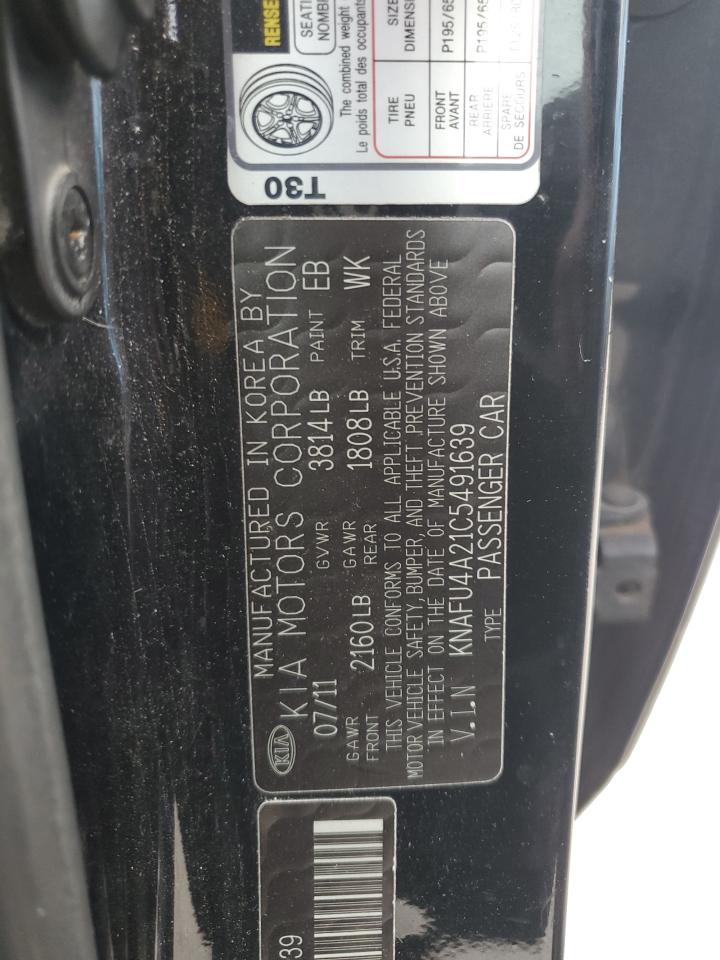 RENSE
SEATI
NOMB
The combined weight
Le poids total des occupants
TIRE SIZE
PNEU DIMENSI
FRONT P195/65
AVANT
REAR P195/65
ARRIERE
SPARE
DE SECOURS
T30
MANUFACTURED IN KOREA BY
KIA KIA MOTORS CORPORATION
07/11 GVWR 3814LB PAINT EB
GAWR FRONT 2160LB GAWR REAR 1808LB TRIM WK
THIS VEHICLE CONFORMS TO ALL APPLICABLE U.S.A. FEDERAL
MOTOR VEHICLE SAFETY, BUMPER, AND THEFT PREVENTION STANDARDS
IN EFFECT ON THE DATE OF MANUFACTURE SHOWN ABOVE
V.I.N KNAFU4A21C5491639
TYPE PASSENGER CAR
39